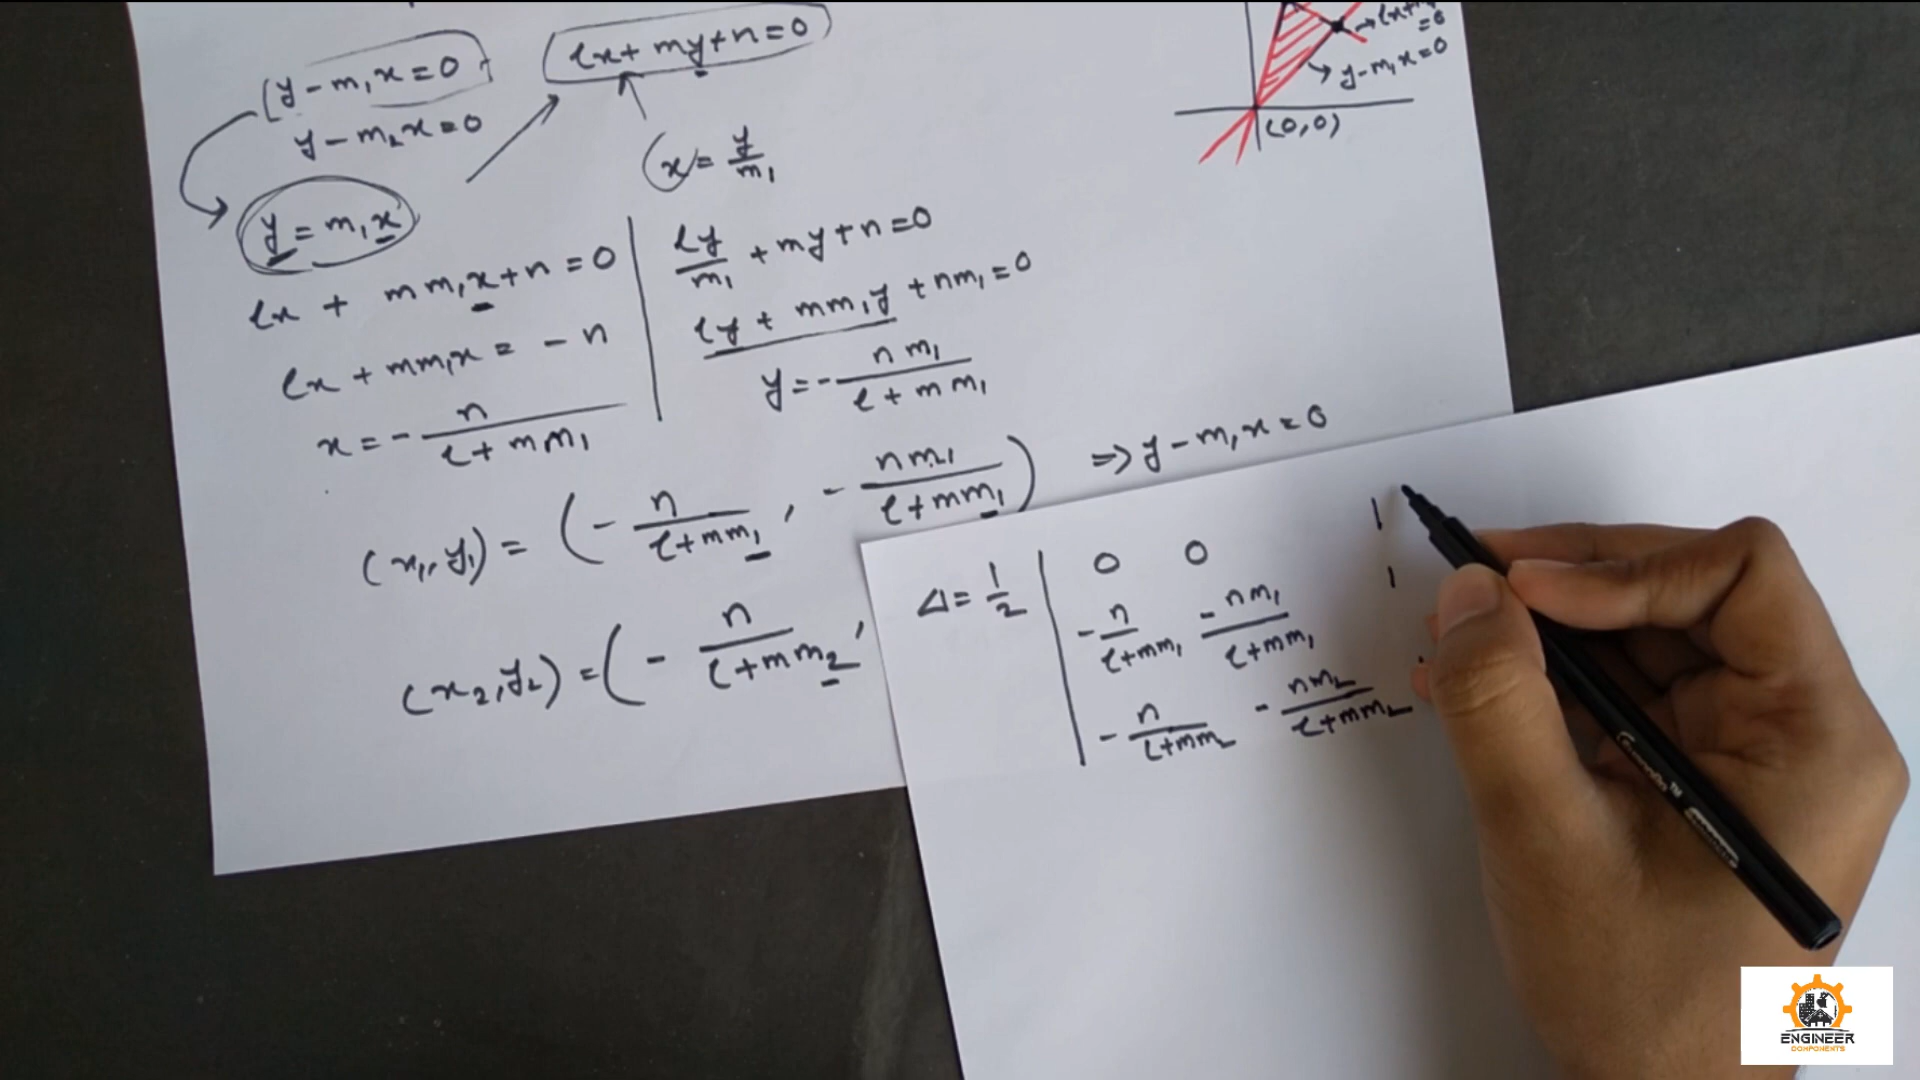 y - m₁x = 0
y - m₂x = 0
lx + my + n = 0
x = y/m₁
y = m₁x
lx + mm₁x + n = 0
lx + mm₁x = - n
x = - n/(l + mm₁)
ly/m₁ + my + n = 0
ly + mm₁y + nm₁ = 0
y = - nm₁/(l + mm₁)
(x₁, y₁) = (- n/(l+mm₁), - nm₁/(l+mm₁)) ⇒ y - m₁x = 0
(x₂, y₂) = (- n/(l+mm₂),
→ y - m₁x = 0
(0,0)
Δ = 1/2 | 0 0 1
- n/(l+mm₁) - nm₁/(l+mm₁) 1
- n/(l+mm₂) - nm₂/(l+mm₂)
ENGINEER
COMPONENTS